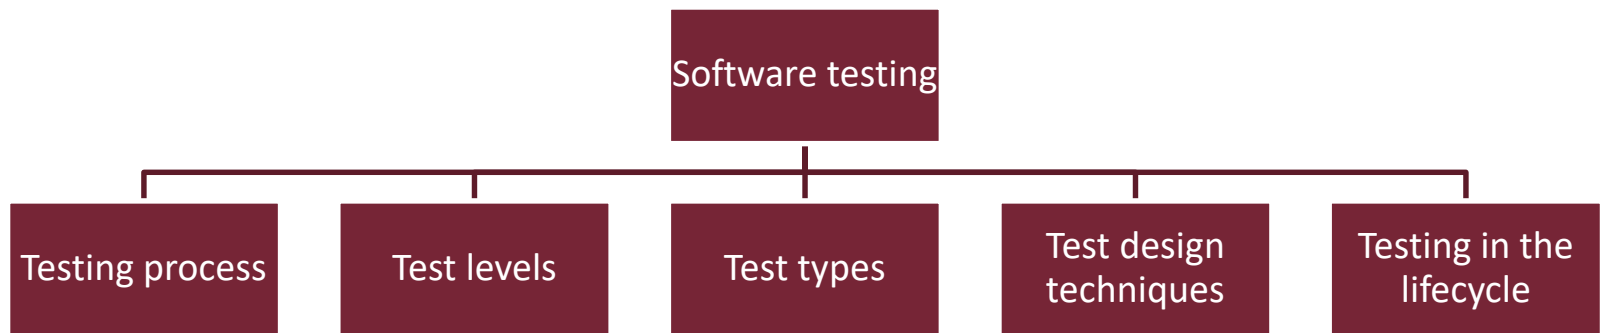 Software testing
Testing process
Test levels
Test types
Test design
techniques
Testing in the
lifecycle